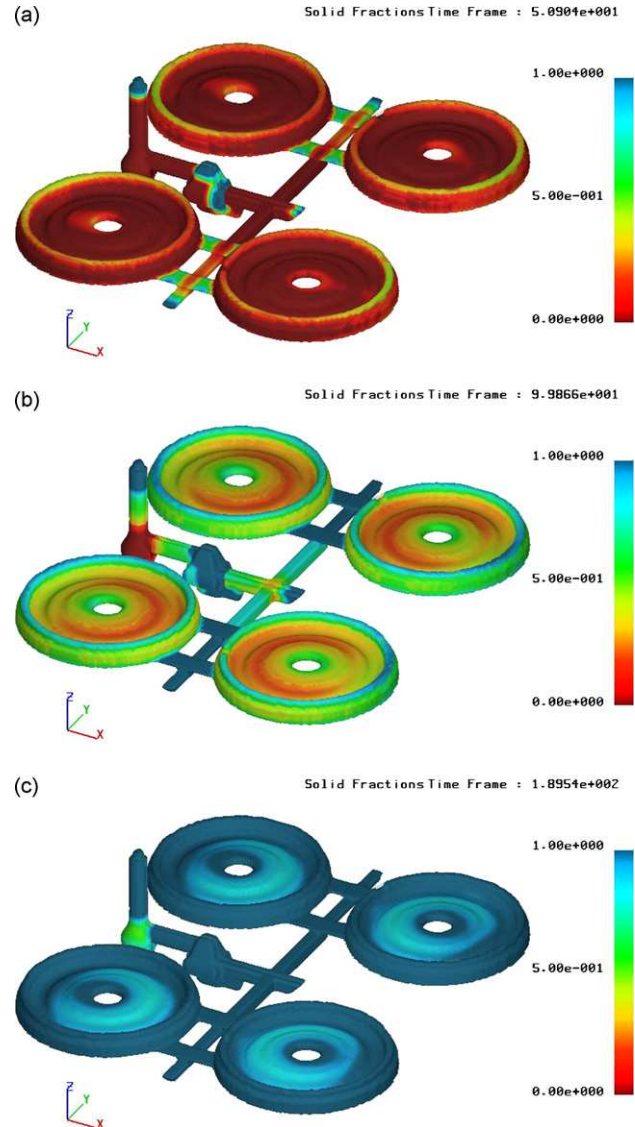 (a)
Solid Fractions Time Frame : 5.0904e+001
1.00e+000
5.00e-001
0.00e+000
Z
Y
X
(b)
Solid Fractions Time Frame : 9.9866e+001
1.00e+000
5.00e-001
0.00e+000
Z
Y
X
(c)
Solid Fractions Time Frame : 1.8954e+002
1.00e+000
5.00e-001
0.00e+000
Z
Y
X